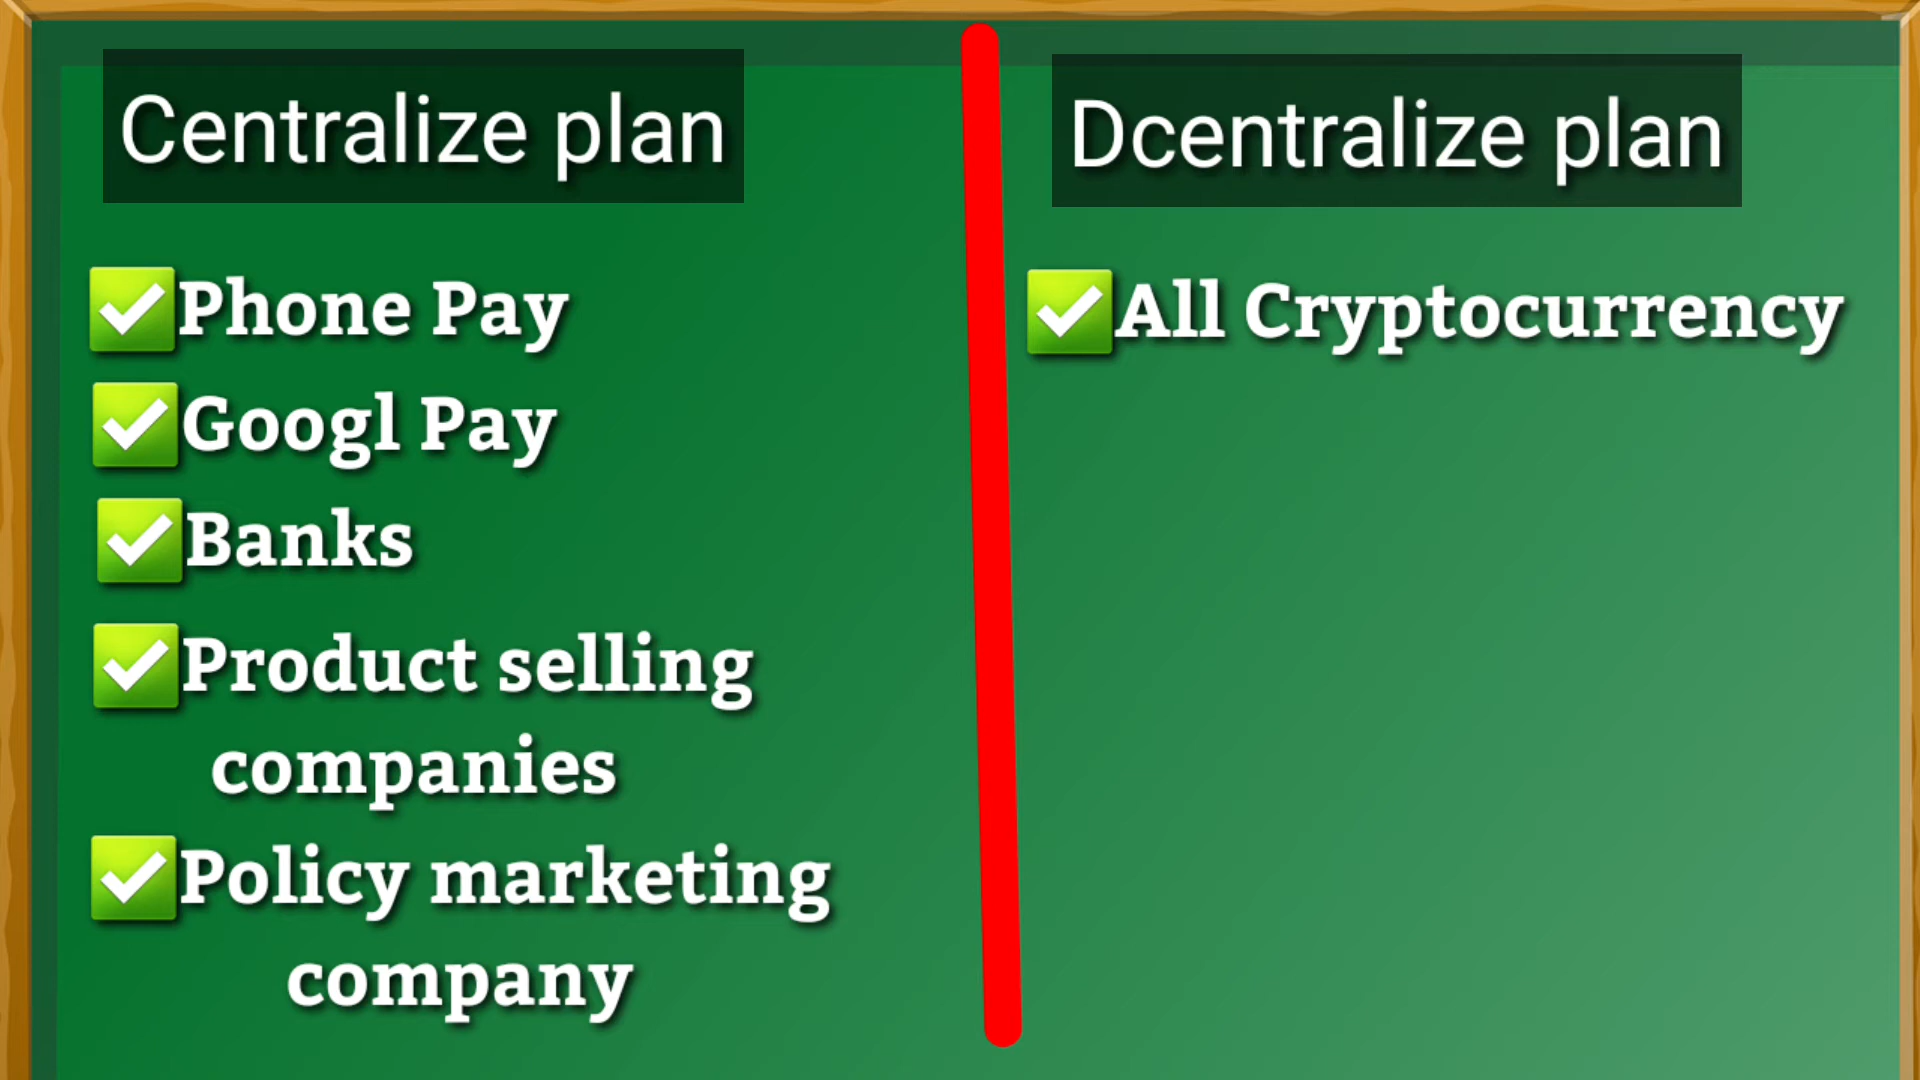 Centralize plan
✅Phone Pay
✅Googl Pay
✅Banks
✅Product selling
companies
✅Policy marketing
company
Dcentralize plan
✅All Cryptocurrency